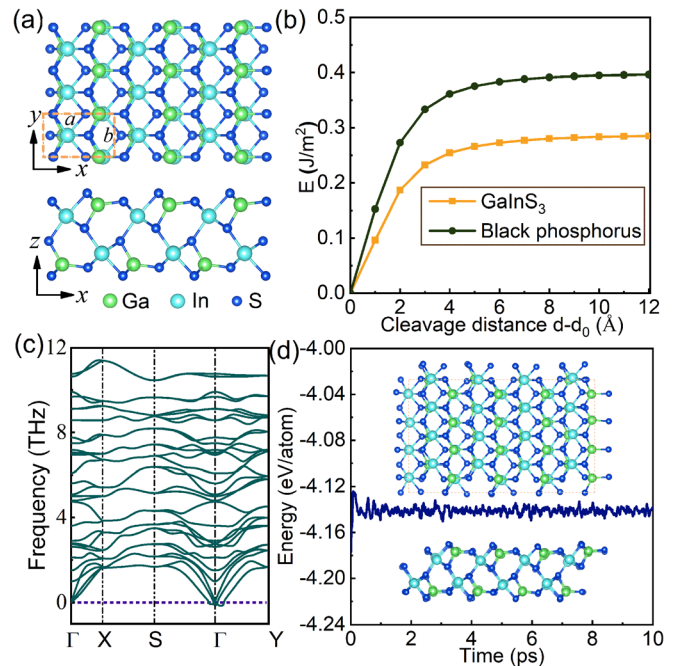 (a)
a
b
y
x
z
x
Ga In S
(b)
E (J/m²)
0.5
0.4
0.3
0.2
0.1
0.0
GaInS₃
Black phosphorus
0 2 4 6 8 10 12
Cleavage distance d-d₀ (Å)
(c)
Frequency (THz)
12
8
4
0
Γ X S Γ Y
(d)
Energy (eV/atom)
-4.00
-4.04
-4.08
-4.12
-4.16
-4.20
-4.24
0 2 4 6 8 10
Time (ps)